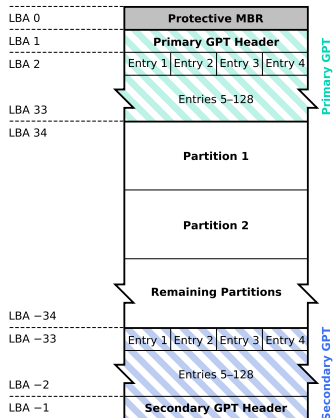 LBA 0 Protective MBR
LBA 1 Primary GPT Header
LBA 2 Entry 1 Entry 2 Entry 3 Entry 4
Entries 5–128
LBA 33
Primary GPT
LBA 34
Partition 1
Partition 2
Remaining Partitions
LBA −34
LBA −33 Entry 1 Entry 2 Entry 3 Entry 4
Entries 5–128
LBA −2
LBA −1 Secondary GPT Header
Secondary GPT